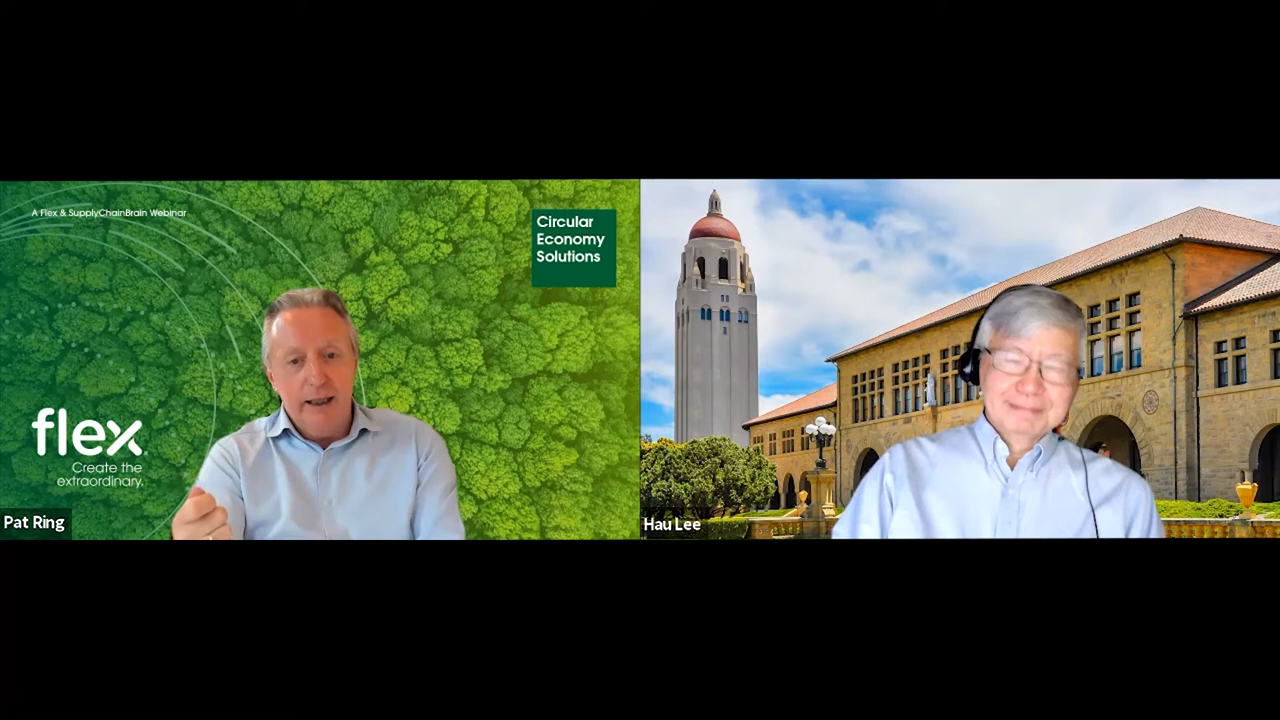 A Flex & SupplyChainBrain Webinar
Circular
Economy
Solutions
flex
Create the
extraordinary.
Pat Ring
Hau Lee